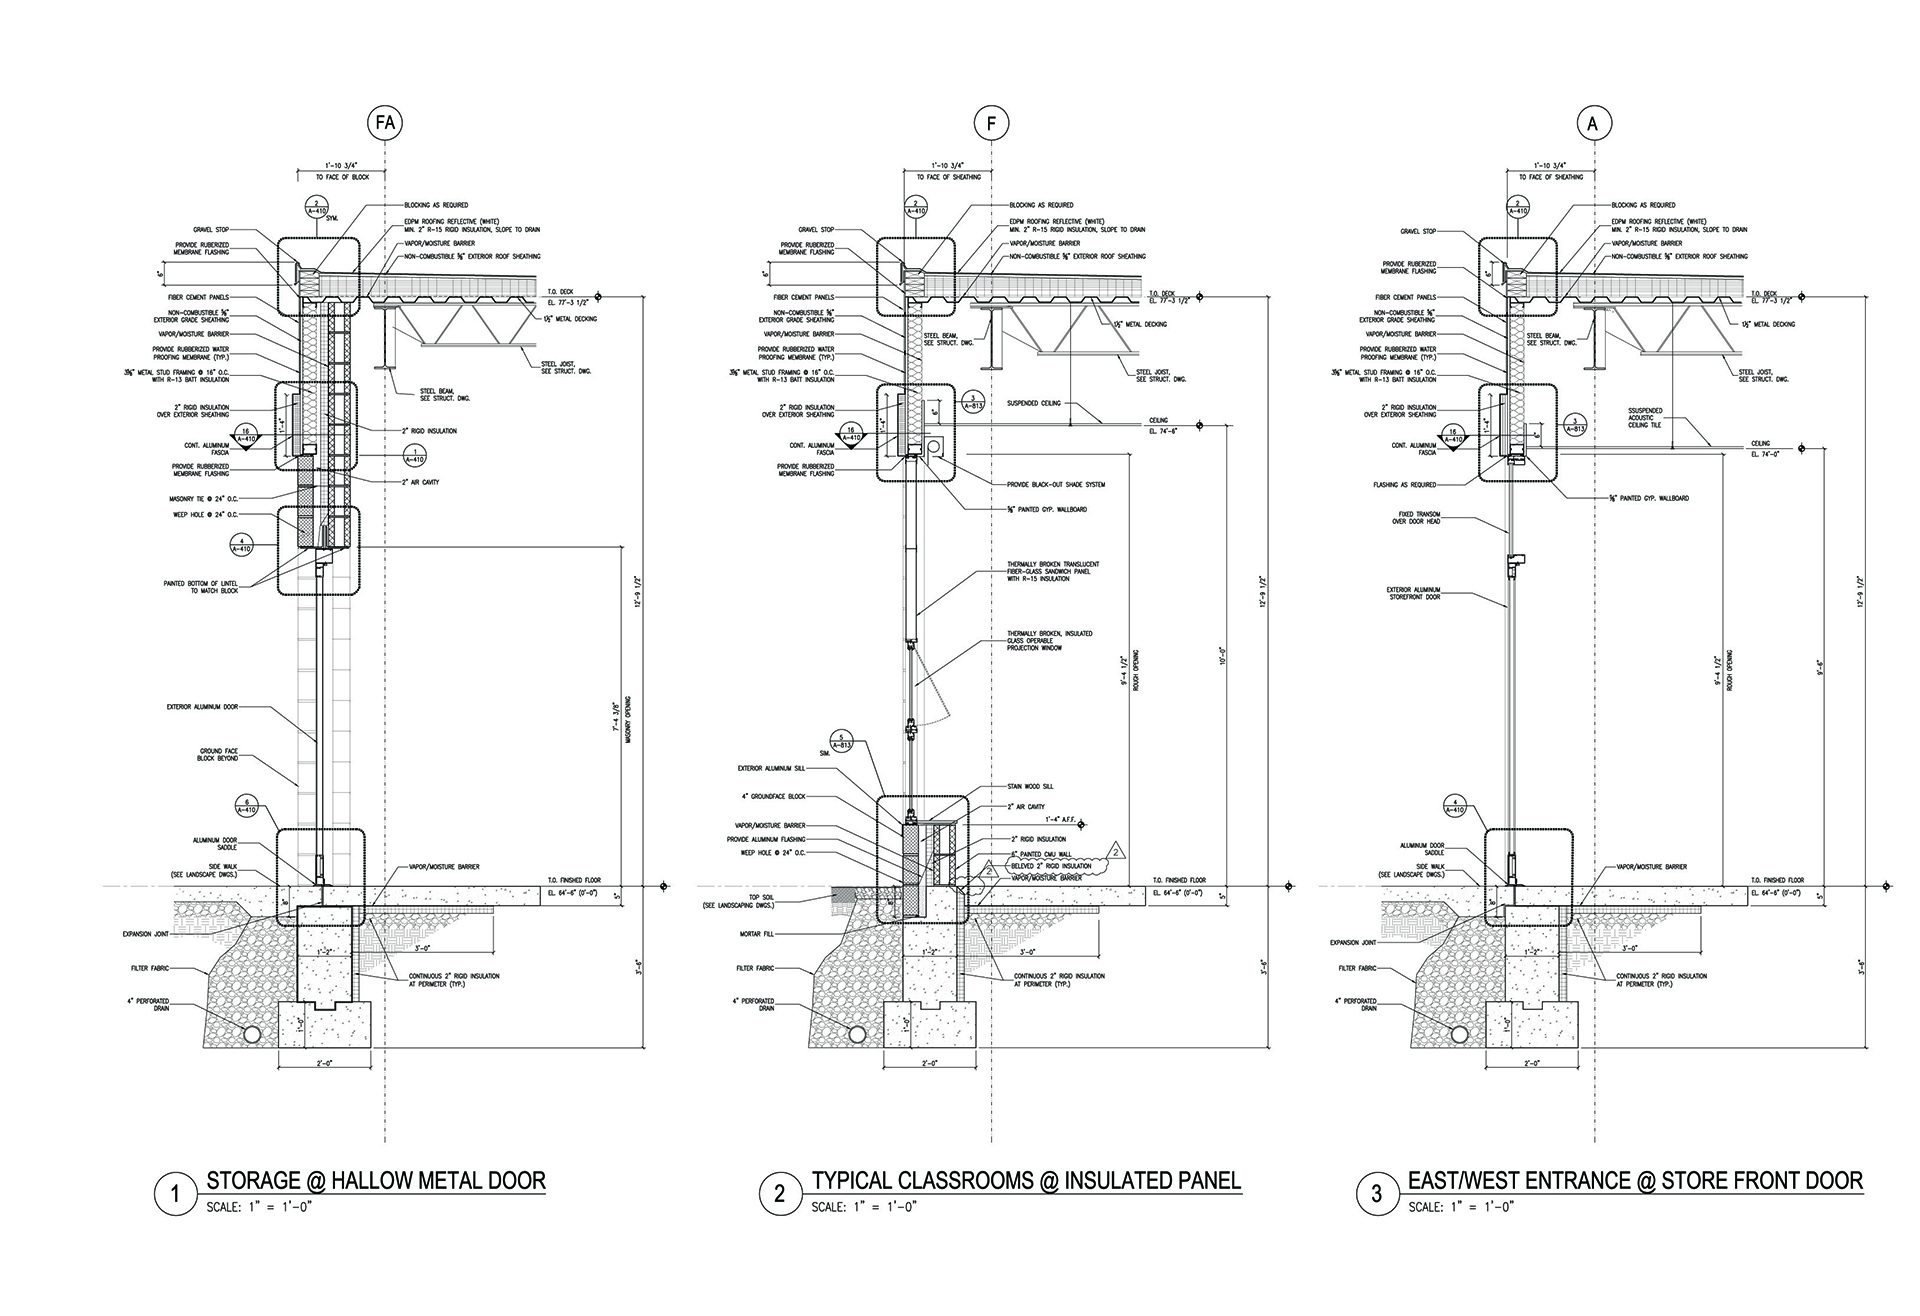 FA
1'-10 3/4"
TO FACE OF BLOCK
2
A-410
SYM.
BLOCKING AS REQUIRED
EDPM ROOFING REFLECTIVE (WHITE)
MIN. 2" R-15 RIGID INSULATION, SLOPE TO DRAIN
VAPOR/MOISTURE BARRIER
NON-COMBUSTIBLE ⅝" EXTERIOR ROOF SHEATHING
GRAVEL STOP
PROVIDE RUBERIZED
MEMBRANE FLASHING
6"
FIBER CEMENT PANELS
NON-COMBUSTIBLE ⅝"
EXTERIOR GRADE SHEATHING
VAPOR/MOISTURE BARRIER
PROVIDE RUBBERIZED WATER
PROOFING MEMBRANE (TYP.)
3⅝" METAL STUD FRAMING @ 16" O.C.
WITH R-13 BATT INSULATION
2" RIGID INSULATION
OVER EXTERIOR SHEATHING
1'-4"
16
A-410
CONT. ALUMINUM
FASCIA
PROVIDE RUBBERIZED
MEMBRANE FLASHING
MASONRY TIE @ 24" O.C.
WEEP HOLE @ 24" O.C.
4
A-410
PAINTED BOTTOM OF LINTEL
TO MATCH BLOCK
T.O. DECK
EL. 77'-3 1/2"
1½" METAL DECKING
STEEL JOIST,
SEE STRUCT. DWG.
STEEL BEAM,
SEE STRUCT. DWG.
2" RIGID INSULATION
1
A-410
2" AIR CAVITY
12'-9 1/2"
7'-4 3/8"
MASONRY OPENING
EXTERIOR ALUMINUM DOOR
GROUND FACE
BLOCK BEYOND
6
A-410
ALUMINUM DOOR
SADDLE
SIDE WALK
(SEE LANDSCAPE DWGS.)
VAPOR/MOISTURE BARRIER
T.O. FINISHED FLOOR
EL. 64'-6" (0'-0")
8"
5"
EXPANSION JOINT
1'-2"
3'-0"
FILTER FABRIC
CONTINUOUS 2" RIGID INSULATION
AT PERIMETER (TYP.)
3'-6"
4" PERFORATED
DRAIN
1'-0"
2'-0"
1
STORAGE @ HALLOW METAL DOOR
SCALE: 1" = 1'-0"
F
1'-10 3/4"
TO FACE OF SHEATHING
2
A-410
BLOCKING AS REQUIRED
EDPM ROOFING REFLECTIVE (WHITE)
MIN. 2" R-15 RIGID INSULATION, SLOPE TO DRAIN
VAPOR/MOISTURE BARRIER
NON-COMBUSTIBLE ⅝" EXTERIOR ROOF SHEATHING
GRAVEL STOP
PROVIDE RUBERIZED
MEMBRANE FLASHING
6"
FIBER CEMENT PANELS
NON-COMBUSTIBLE ⅝"
EXTERIOR GRADE SHEATHING
VAPOR/MOISTURE BARRIER
PROVIDE RUBBERIZED WATER
PROOFING MEMBRANE (TYP.)
3⅝" METAL STUD FRAMING @ 16" O.C.
WITH R-13 BATT INSULATION
2" RIGID INSULATION
OVER EXTERIOR SHEATHING
1'-4"
16
A-410
CONT. ALUMINUM
FASCIA
PROVIDE RUBBERIZED
MEMBRANE FLASHING
T.O. DECK
EL. 77'-3 1/2"
1½" METAL DECKING
STEEL BEAM,
SEE STRUCT. DWG.
STEEL JOIST,
SEE STRUCT. DWG.
3
A-813
6"
SUSPENDED CEILING
CEILING
EL. 74'-6"
PROVIDE BLACK-OUT SHADE SYSTEM
⅝" PAINTED GYP. WALLBOARD
THERMALLY BROKEN TRANSLUCENT
FIBER-GLASS SANDWICH PANEL
WITH R-15 INSULATION
THERMALLY BROKEN, INSULATED
GLASS OPERABLE
PROJECTION WINDOW
9'-4 1/2"
ROUGH OPENING
10'-0"
12'-9 1/2"
5
A-813
SIM.
EXTERIOR ALUMINUM SILL
4" GROUNDFACE BLOCK
VAPOR/MOISTURE BARRIER
PROVIDE ALUMINUM FLASHING
WEEP HOLE @ 24" O.C.
STAIN WOOD SILL
2" AIR CAVITY
1'-4" A.F.F.
2" RIGID INSULATION
6" PAINTED CMU WALL
2
BELEVED 2" RIGID INSULATION
2
VAPOR/MOISTURE BARRIER
TOP SOIL
(SEE LANDSCAPING DWGS.)
T.O. FINISHED FLOOR
EL. 64'-6" (0'-0")
8"
5"
MORTAR FILL
1'-2"
3'-0"
FILTER FABRIC
CONTINUOUS 2" RIGID INSULATION
AT PERIMETER (TYP.)
3'-6"
4" PERFORATED
DRAIN
1'-0"
2'-0"
2
TYPICAL CLASSROOMS @ INSULATED PANEL
SCALE: 1" = 1'-0"
A
1'-10 3/4"
TO FACE OF SHEATHING
2
A-410
BLOCKING AS REQUIRED
EDPM ROOFING REFLECTIVE (WHITE)
MIN. 2" R-15 RIGID INSULATION, SLOPE TO DRAIN
VAPOR/MOISTURE BARRIER
NON-COMBUSTIBLE ⅝" EXTERIOR ROOF SHEATHING
GRAVEL STOP
PROVIDE RUBERIZED
MEMBRANE FLASHING
6"
FIBER CEMENT PANELS
NON-COMBUSTIBLE ⅝"
EXTERIOR GRADE SHEATHING
VAPOR/MOISTURE BARRIER
PROVIDE RUBBERIZED WATER
PROOFING MEMBRANE (TYP.)
3⅝" METAL STUD FRAMING @ 16" O.C.
WITH R-13 BATT INSULATION
2" RIGID INSULATION
OVER EXTERIOR SHEATHING
1'-4"
16
A-410
CONT. ALUMINUM
FASCIA
FLASHING AS REQUIRED
FIXED TRANSOM
OVER DOOR HEAD
EXTERIOR ALUMINUM
STOREFRONT DOOR
T.O. DECK
EL. 77'-3 1/2"
1½" METAL DECKING
STEEL BEAM,
SEE STRUCT. DWG.
STEEL JOIST,
SEE STRUCT. DWG.
3
A-813
6"
SSUSPENDED
ACOUSTIC
CEILING TILE
CEILING
EL. 74'-0"
⅝" PAINTED GYP. WALLBOARD
9'-4 1/2"
ROUGH OPENING
9'-6"
12'-9 1/2"
4
A-410
ALUMINUM DOOR
SADDLE
SIDE WALK
(SEE LANDSCAPE DWGS.)
VAPOR/MOISTURE BARRIER
T.O. FINISHED FLOOR
EL. 64'-6" (0'-0")
8"
5"
EXPANSION JOINT
1'-2"
3'-0"
FILTER FABRIC
CONTINUOUS 2" RIGID INSULATION
AT PERIMETER (TYP.)
3'-6"
4" PERFORATED
DRAIN
1'-0"
2'-0"
3
EAST/WEST ENTRANCE @ STORE FRONT DOOR
SCALE: 1" = 1'-0"